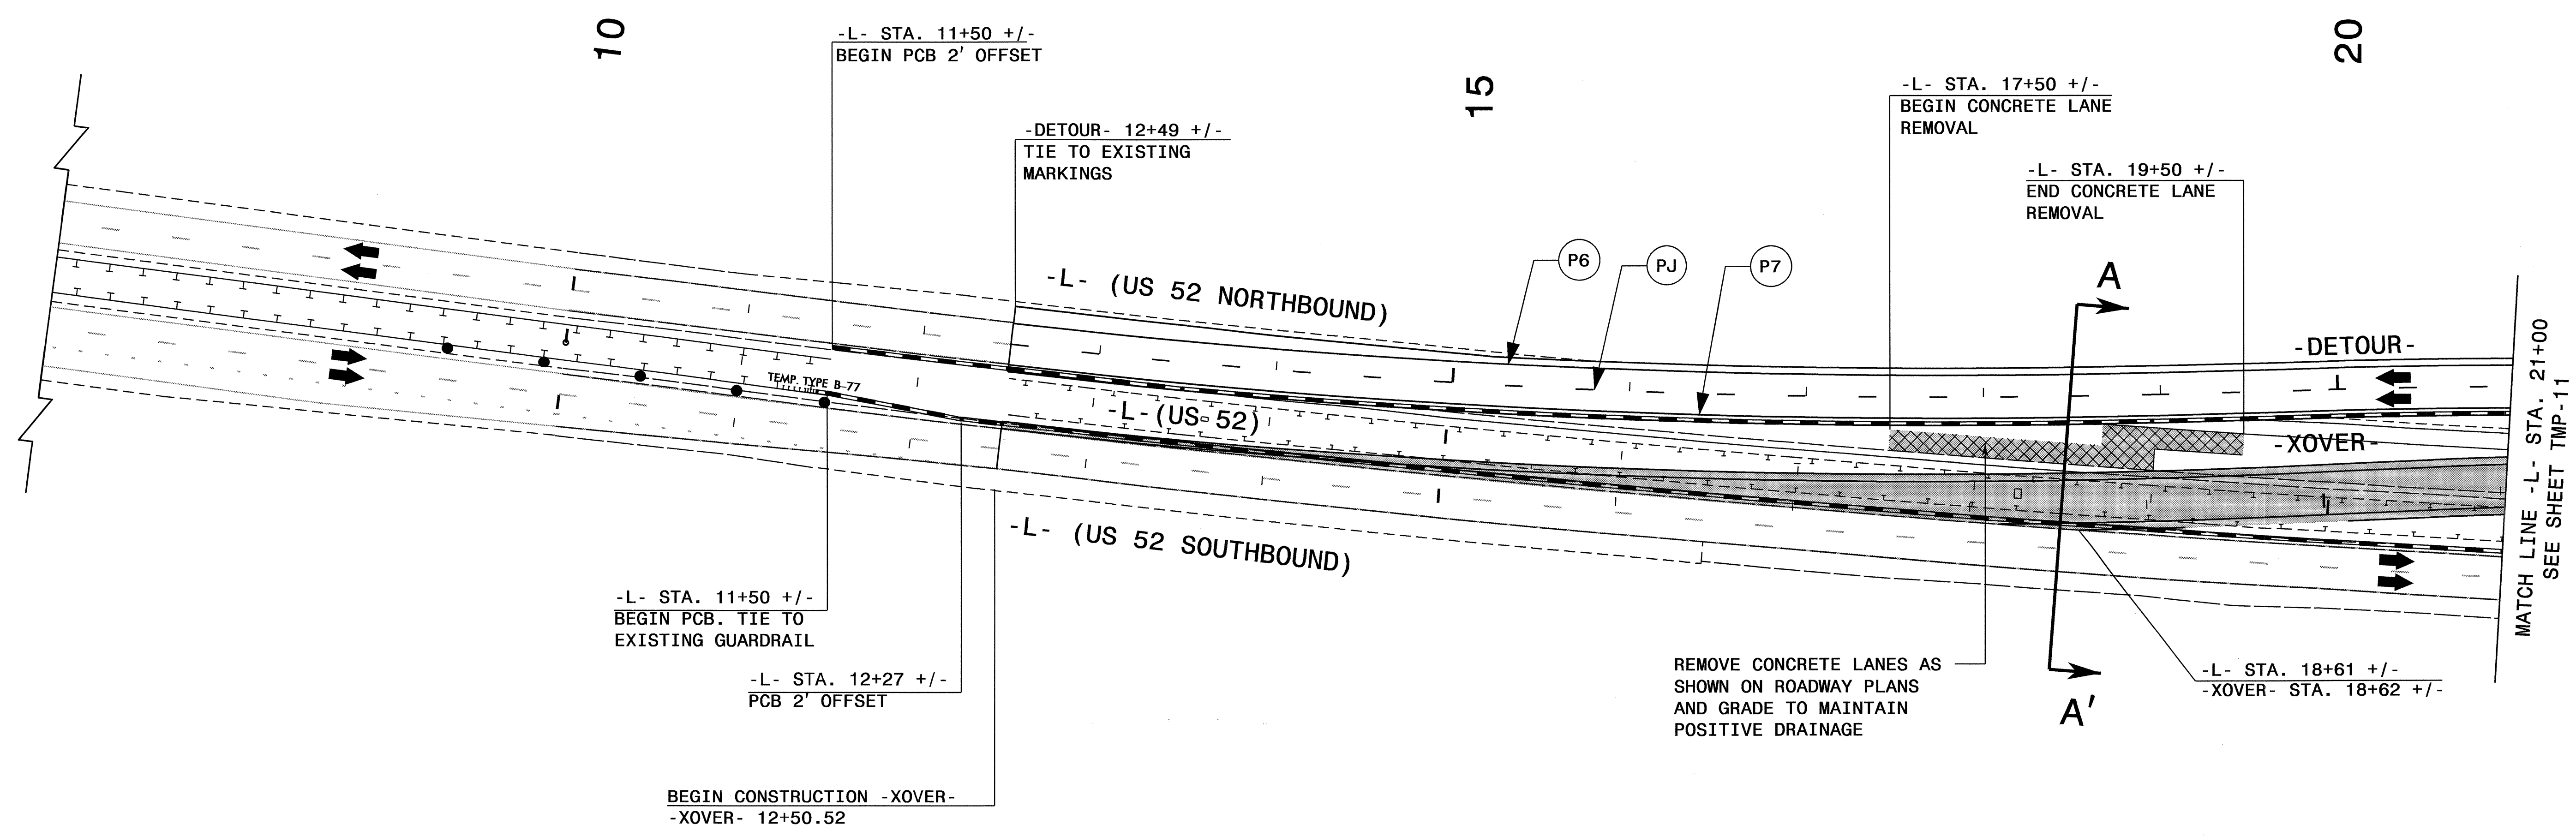 10
-L- STA. 11+50 +/-
BEGIN PCB 2' OFFSET
-DETOUR- 12+49 +/-
TIE TO EXISTING
MARKINGS
15
-L- STA. 17+50 +/-
BEGIN CONCRETE LANE
REMOVAL
20
-L- STA. 19+50 +/-
END CONCRETE LANE
REMOVAL
P6
PJ
P7
A
-L- (US 52 NORTHBOUND)
-DETOUR-
TEMP. TYPE B-77
-L-(US 52)
-XOVER-
-L- (US 52 SOUTHBOUND)
MATCH LINE -L- STA. 21+00
SEE SHEET TMP-11
-L- STA. 11+50 +/-
BEGIN PCB. TIE TO
EXISTING GUARDRAIL
-L- STA. 12+27 +/-
PCB 2' OFFSET
REMOVE CONCRETE LANES AS
SHOWN ON ROADWAY PLANS
AND GRADE TO MAINTAIN
POSITIVE DRAINAGE
A'
-L- STA. 18+61 +/-
-XOVER- STA. 18+62 +/-
BEGIN CONSTRUCTION -XOVER-
-XOVER- 12+50.52